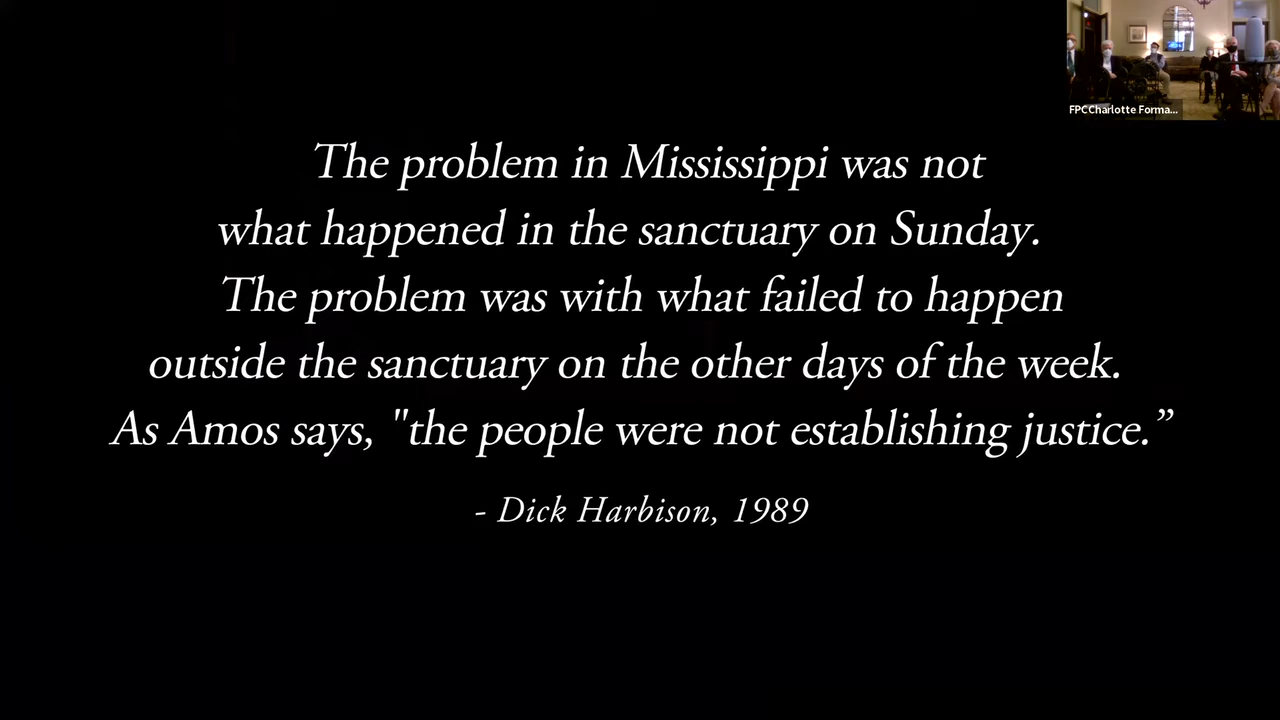 FPCCharlotte Forma...
The problem in Mississippi was not
what happened in the sanctuary on Sunday.
The problem was with what failed to happen
outside the sanctuary on the other days of the week.
As Amos says, "the people were not establishing justice.”
- Dick Harbison, 1989